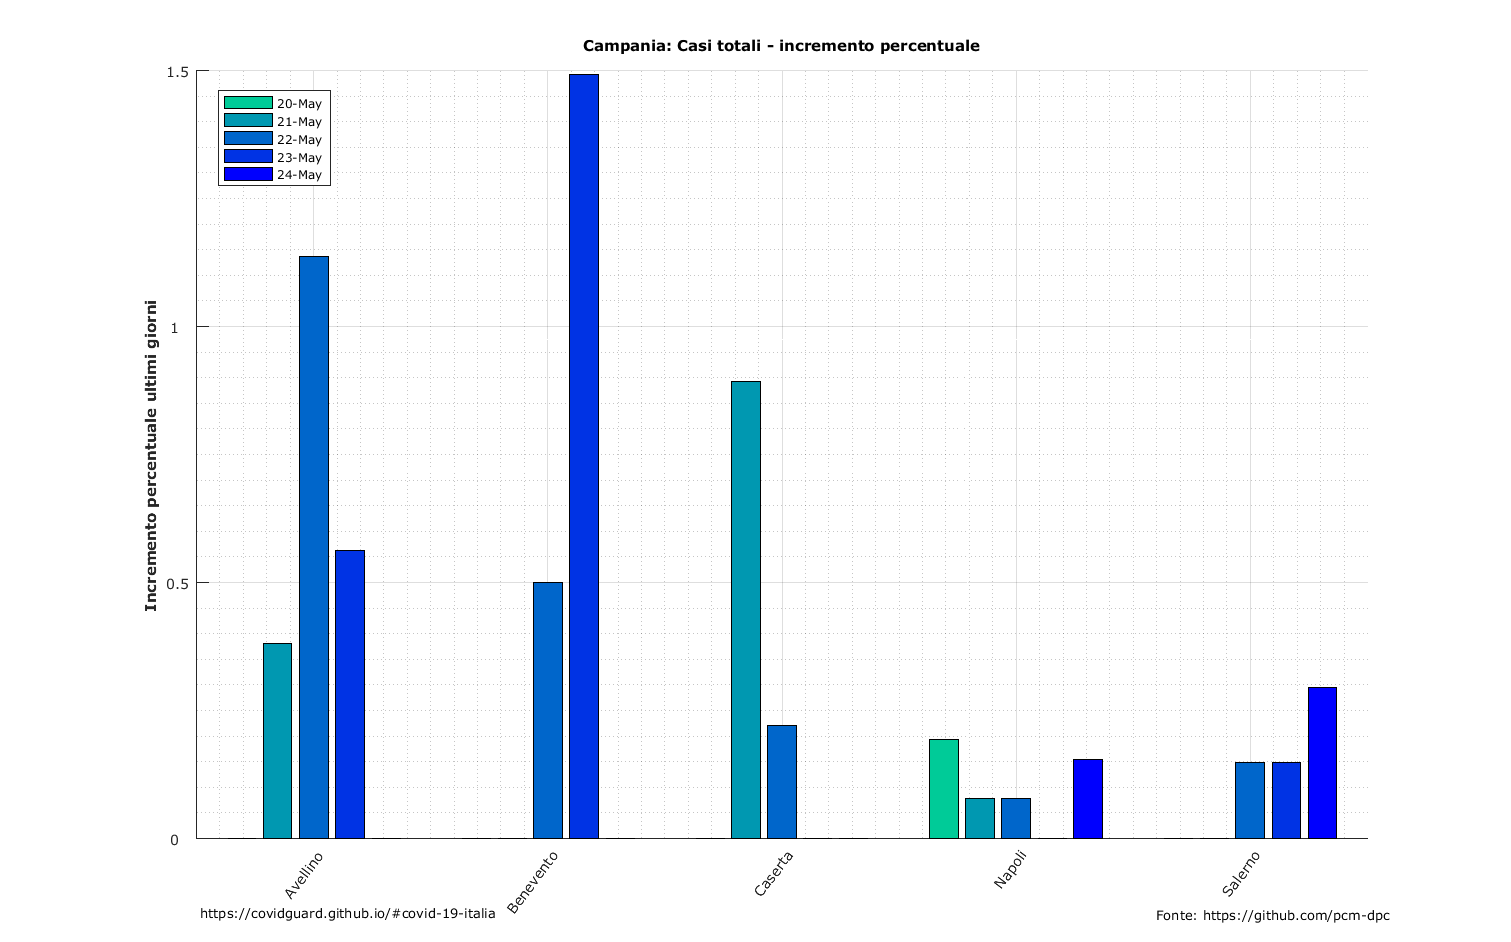 Campania: Casi totali - incremento percentuale
1.5
20-May
21-May
22-May
23-May
24-May
1
0.5
0
Incremento percentuale ultimi giorni
Avellino
Benevento
Caserta
Napoli
Salerno
https://covidguard.github.io/#covid-19-italia
Fonte: https://github.com/pcm-dpc